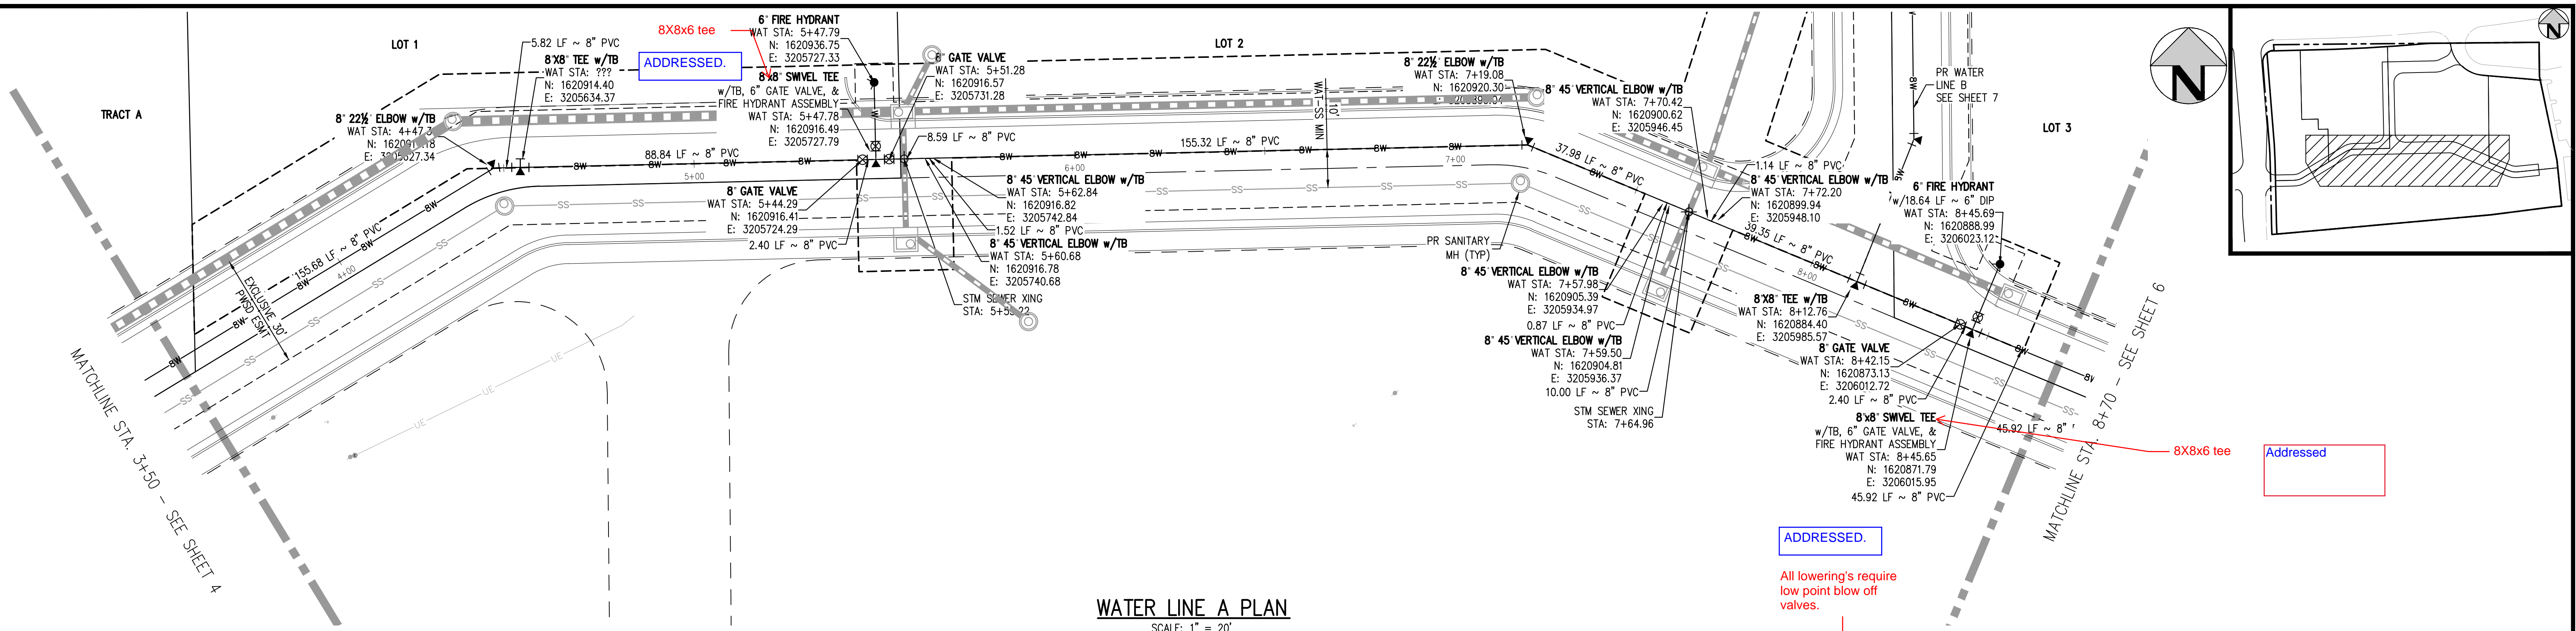 LOT 1
TRACT A
5.82 LF ~ 8" PVC
8"X8" TEE w/TB
WAT STA: ???
N: 1620914.40
E: 3205634.37
8" 22½° ELBOW w/TB
WAT STA:
N:
E:
8X8x6 tee
ADDRESSED.
6" FIRE HYDRANT
WAT STA: 5+47.79
N: 1620936.75
E: 3205727.33
8"x8" SWIVEL TEE
w/TB, 6" GATE VALVE, &
FIRE HYDRANT ASSEMBLY
WAT STA: 5+47.78
N: 1620916.49
E: 3205727.79
8" GATE VALVE
WAT STA: 5+51.28
N: 1620916.57
E: 3205731.28
8.59 LF ~ 8" PVC
88.84 LF ~ 8" PVC
5+00
8W
8" GATE VALVE
WAT STA: 5+44.29
N: 1620916.41
E: 3205724.29
2.40 LF ~ 8" PVC
8" 45° VERTICAL ELBOW w/TB
WAT STA: 5+62.84
N: 1620916.82
E: 3205742.84
1.52 LF ~ 8" PVC
8" 45° VERTICAL ELBOW w/TB
WAT STA: 5+60.68
N: 1620916.78
E: 3205740.68
STM SEWER XING
STA:
155.68 LF ~ 8" PVC
4+00
EXCLUSIVE 30'
PWSD ESMT
SS
UE
MATCHLINE STA. 3+50 - SEE SHEET 4
LOT 2
155.32 LF ~ 8" PVC
6+00
7+00
10'
WAT-SS MIN
8" 22½° ELBOW w/TB
WAT STA: 7+19.08
N: 1620920.30
8" 45° VERTICAL ELBOW w/TB
WAT STA: 7+70.42
N: 1620900.62
E: 3205946.45
37.98 LF ~ 8" PVC
1.14 LF ~ 8" PVC
8" 45° VERTICAL ELBOW w/TB
WAT STA: 7+72.20
N: 1620899.94
E: 3205948.10
PR SANITARY
MH (TYP)
8" 45° VERTICAL ELBOW w/TB
WAT STA: 7+57.98
N: 1620905.39
E: 3205934.97
0.87 LF ~ 8" PVC
8" 45° VERTICAL ELBOW w/TB
WAT STA: 7+59.50
N: 1620904.81
E: 3205936.37
10.00 LF ~ 8" PVC
STM SEWER XING
STA: 7+64.96
39.35 LF ~ 8" PVC
8+00
PR WATER
LINE B
SEE SHEET 7
LOT 3
6" FIRE HYDRANT
w/18.64 LF ~ 6" DIP
WAT STA: 8+45.69
N: 1620888.99
E: 3206023.12
8"X8" TEE w/TB
WAT STA: 8+12.76
N: 1620884.40
E: 3205985.57
8" GATE VALVE
WAT STA: 8+42.15
N: 1620873.13
E: 3206012.72
2.40 LF ~ 8" PVC
8"x8" SWIVEL TEE
w/TB, 6" GATE VALVE, &
FIRE HYDRANT ASSEMBLY
WAT STA: 8+45.65
N: 1620871.79
E: 3206015.95
45.92 LF ~ 8" PVC
45.92 LF ~ 8"
MATCHLINE STA. 8+70 - SEE SHEET 6
8X8x6 tee
Addressed
ADDRESSED.
All lowering's require
low point blow off
valves.
N
N
WATER LINE A PLAN
SCALE: 1" = 20'